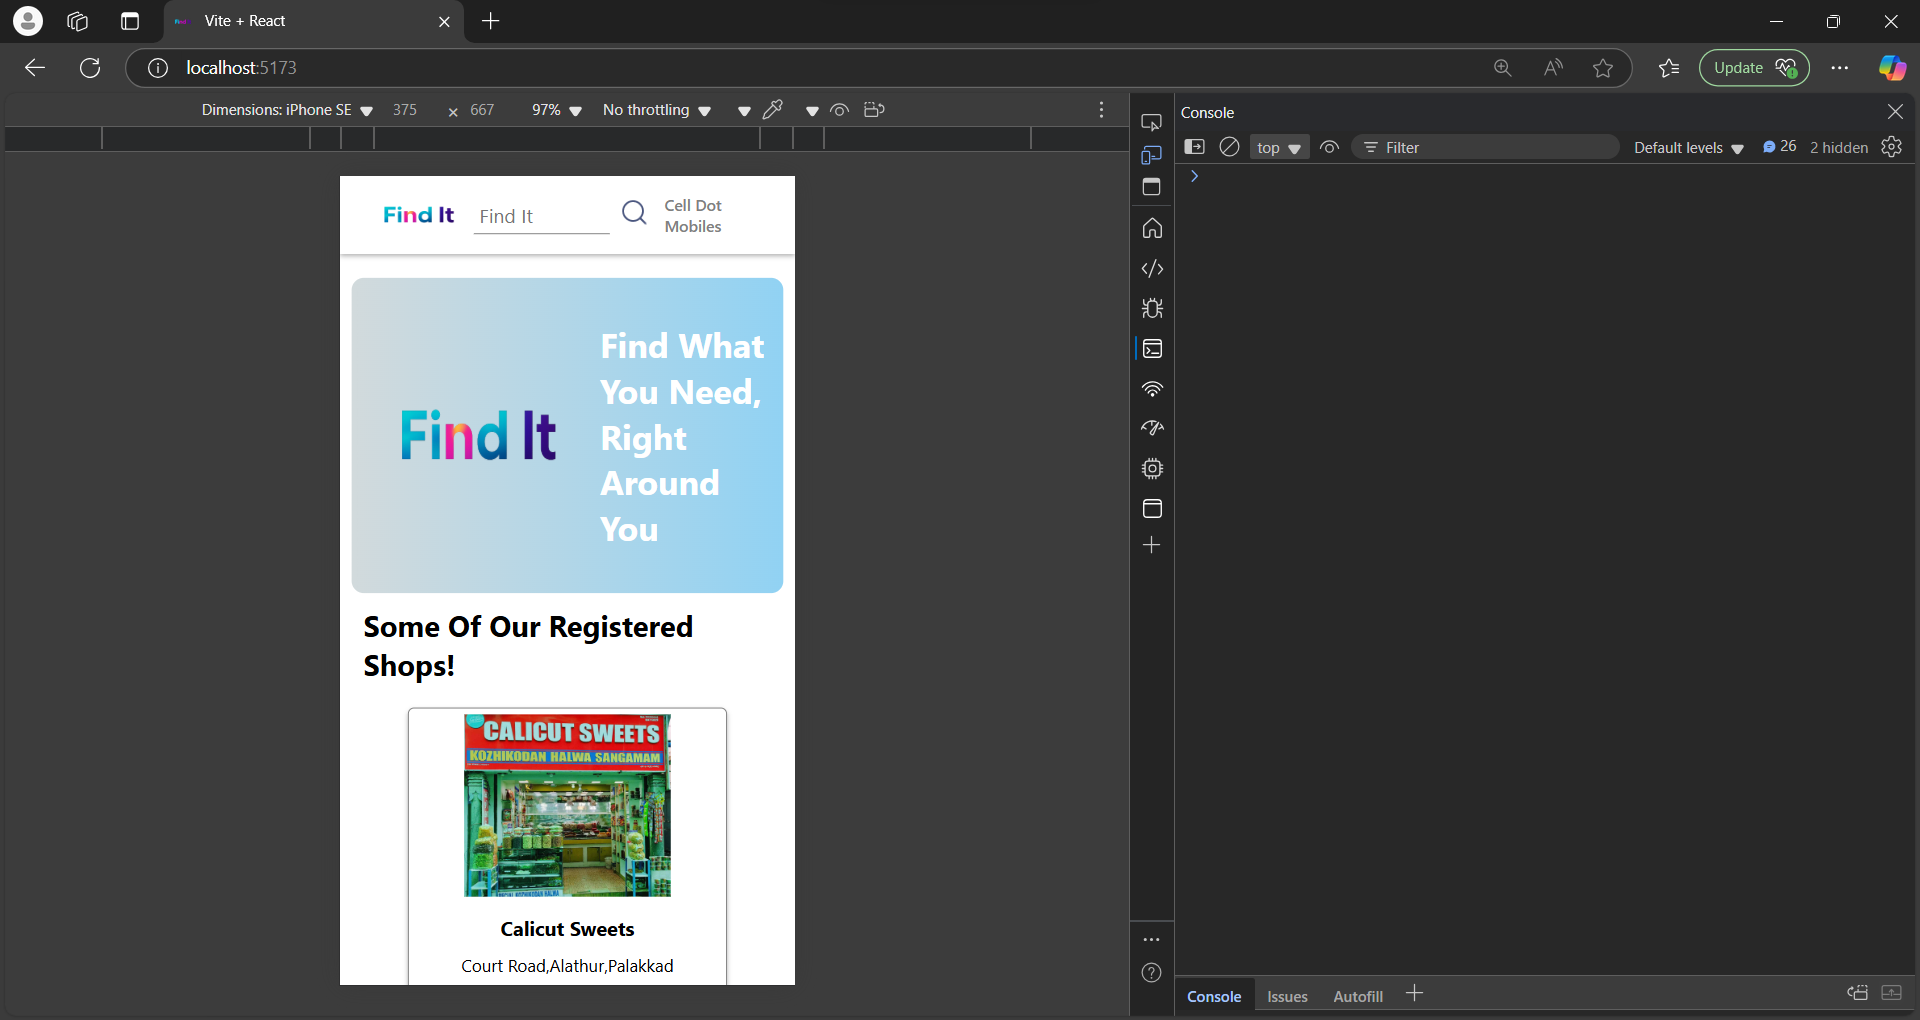 Vite + React
localhost:5173
Update
Dimensions: iPhone SE
375
×
667
97%
No throttling
Console
top
Filter
Default levels
26
2 hidden
Find It
Find It
Cell Dot
Mobiles
Find It
Find What
You Need,
Right
Around
You
Some Of Our Registered
Shops!
CALICUT SWEETS
KOZHIKODAN HALWA SANGAMAM
Calicut Sweets
Court Road,Alathur,Palakkad
Console
Issues
Autofill